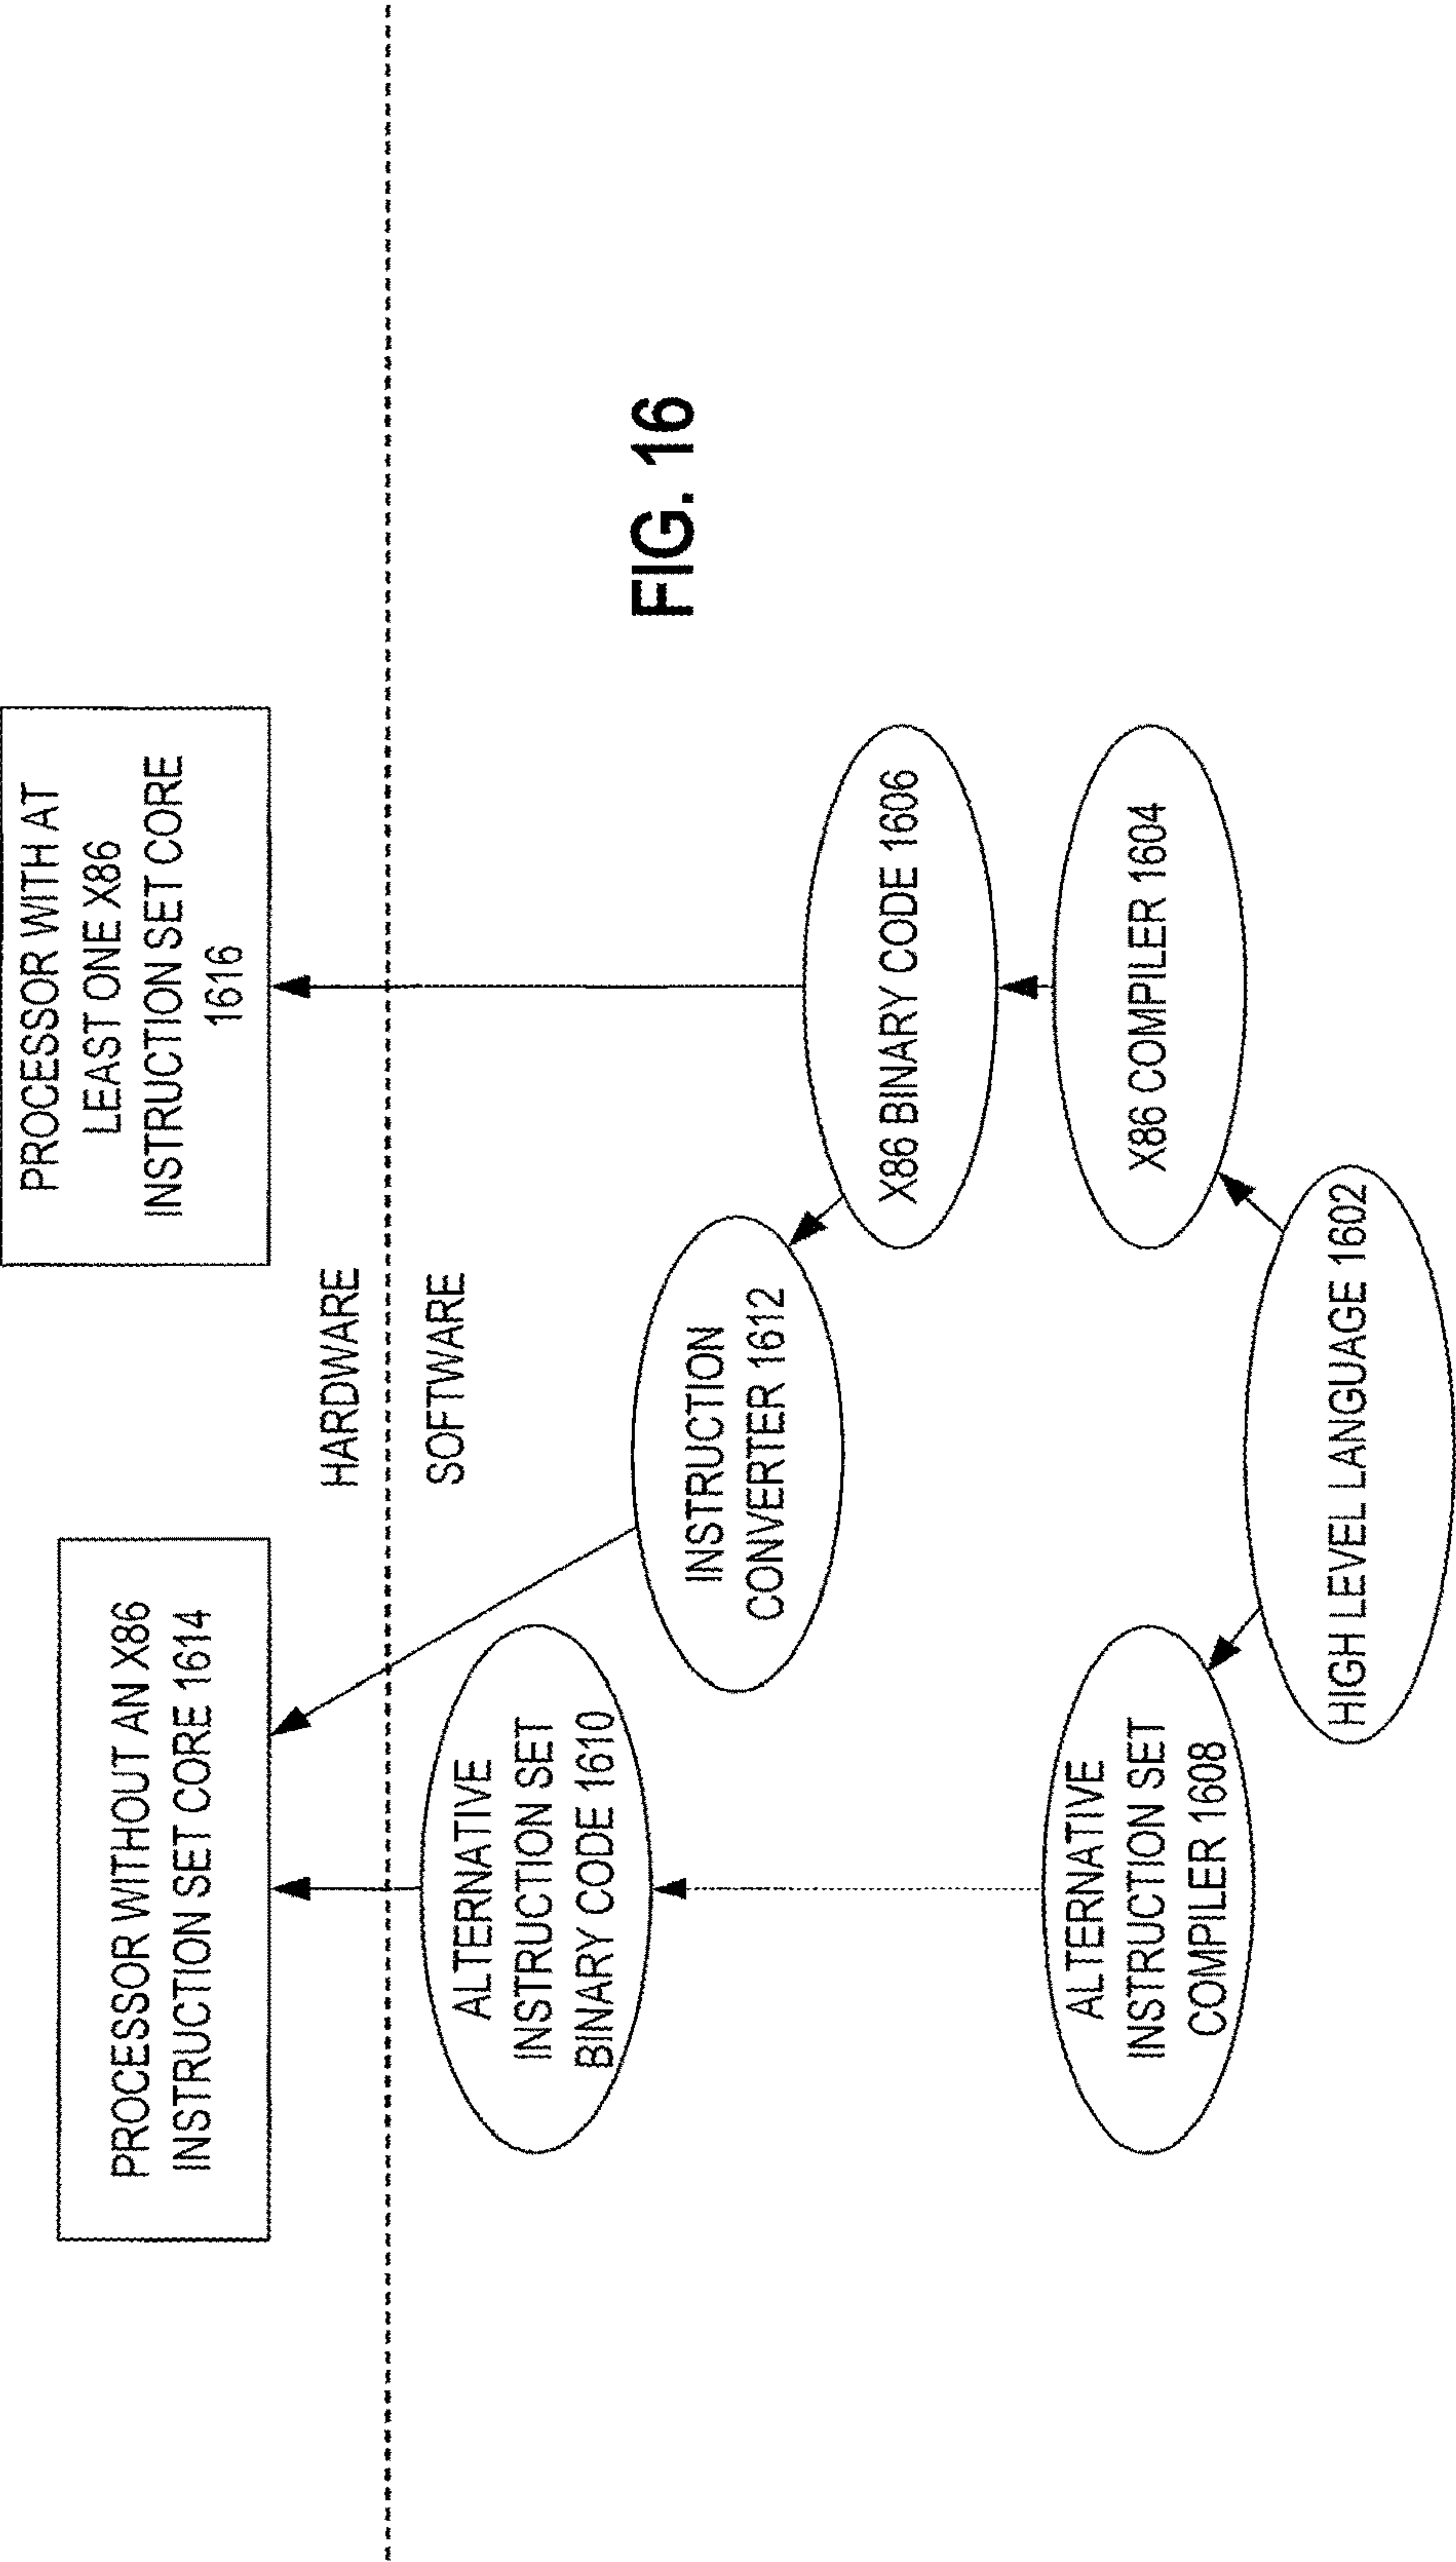 PROCESSOR WITHOUT AN X86
INSTRUCTION SET CORE 1614
PROCESSOR WITH AT
LEAST ONE X86
INSTRUCTION SET CORE
1616
HARDWARE
SOFTWARE
ALTERNATIVE
INSTRUCTION SET
BINARY CODE 1610
INSTRUCTION
CONVERTER 1612
X86 BINARY CODE 1606
ALTERNATIVE
INSTRUCTION SET
COMPILER 1608
X86 COMPILER 1604
HIGH LEVEL LANGUAGE 1602
FIG. 16